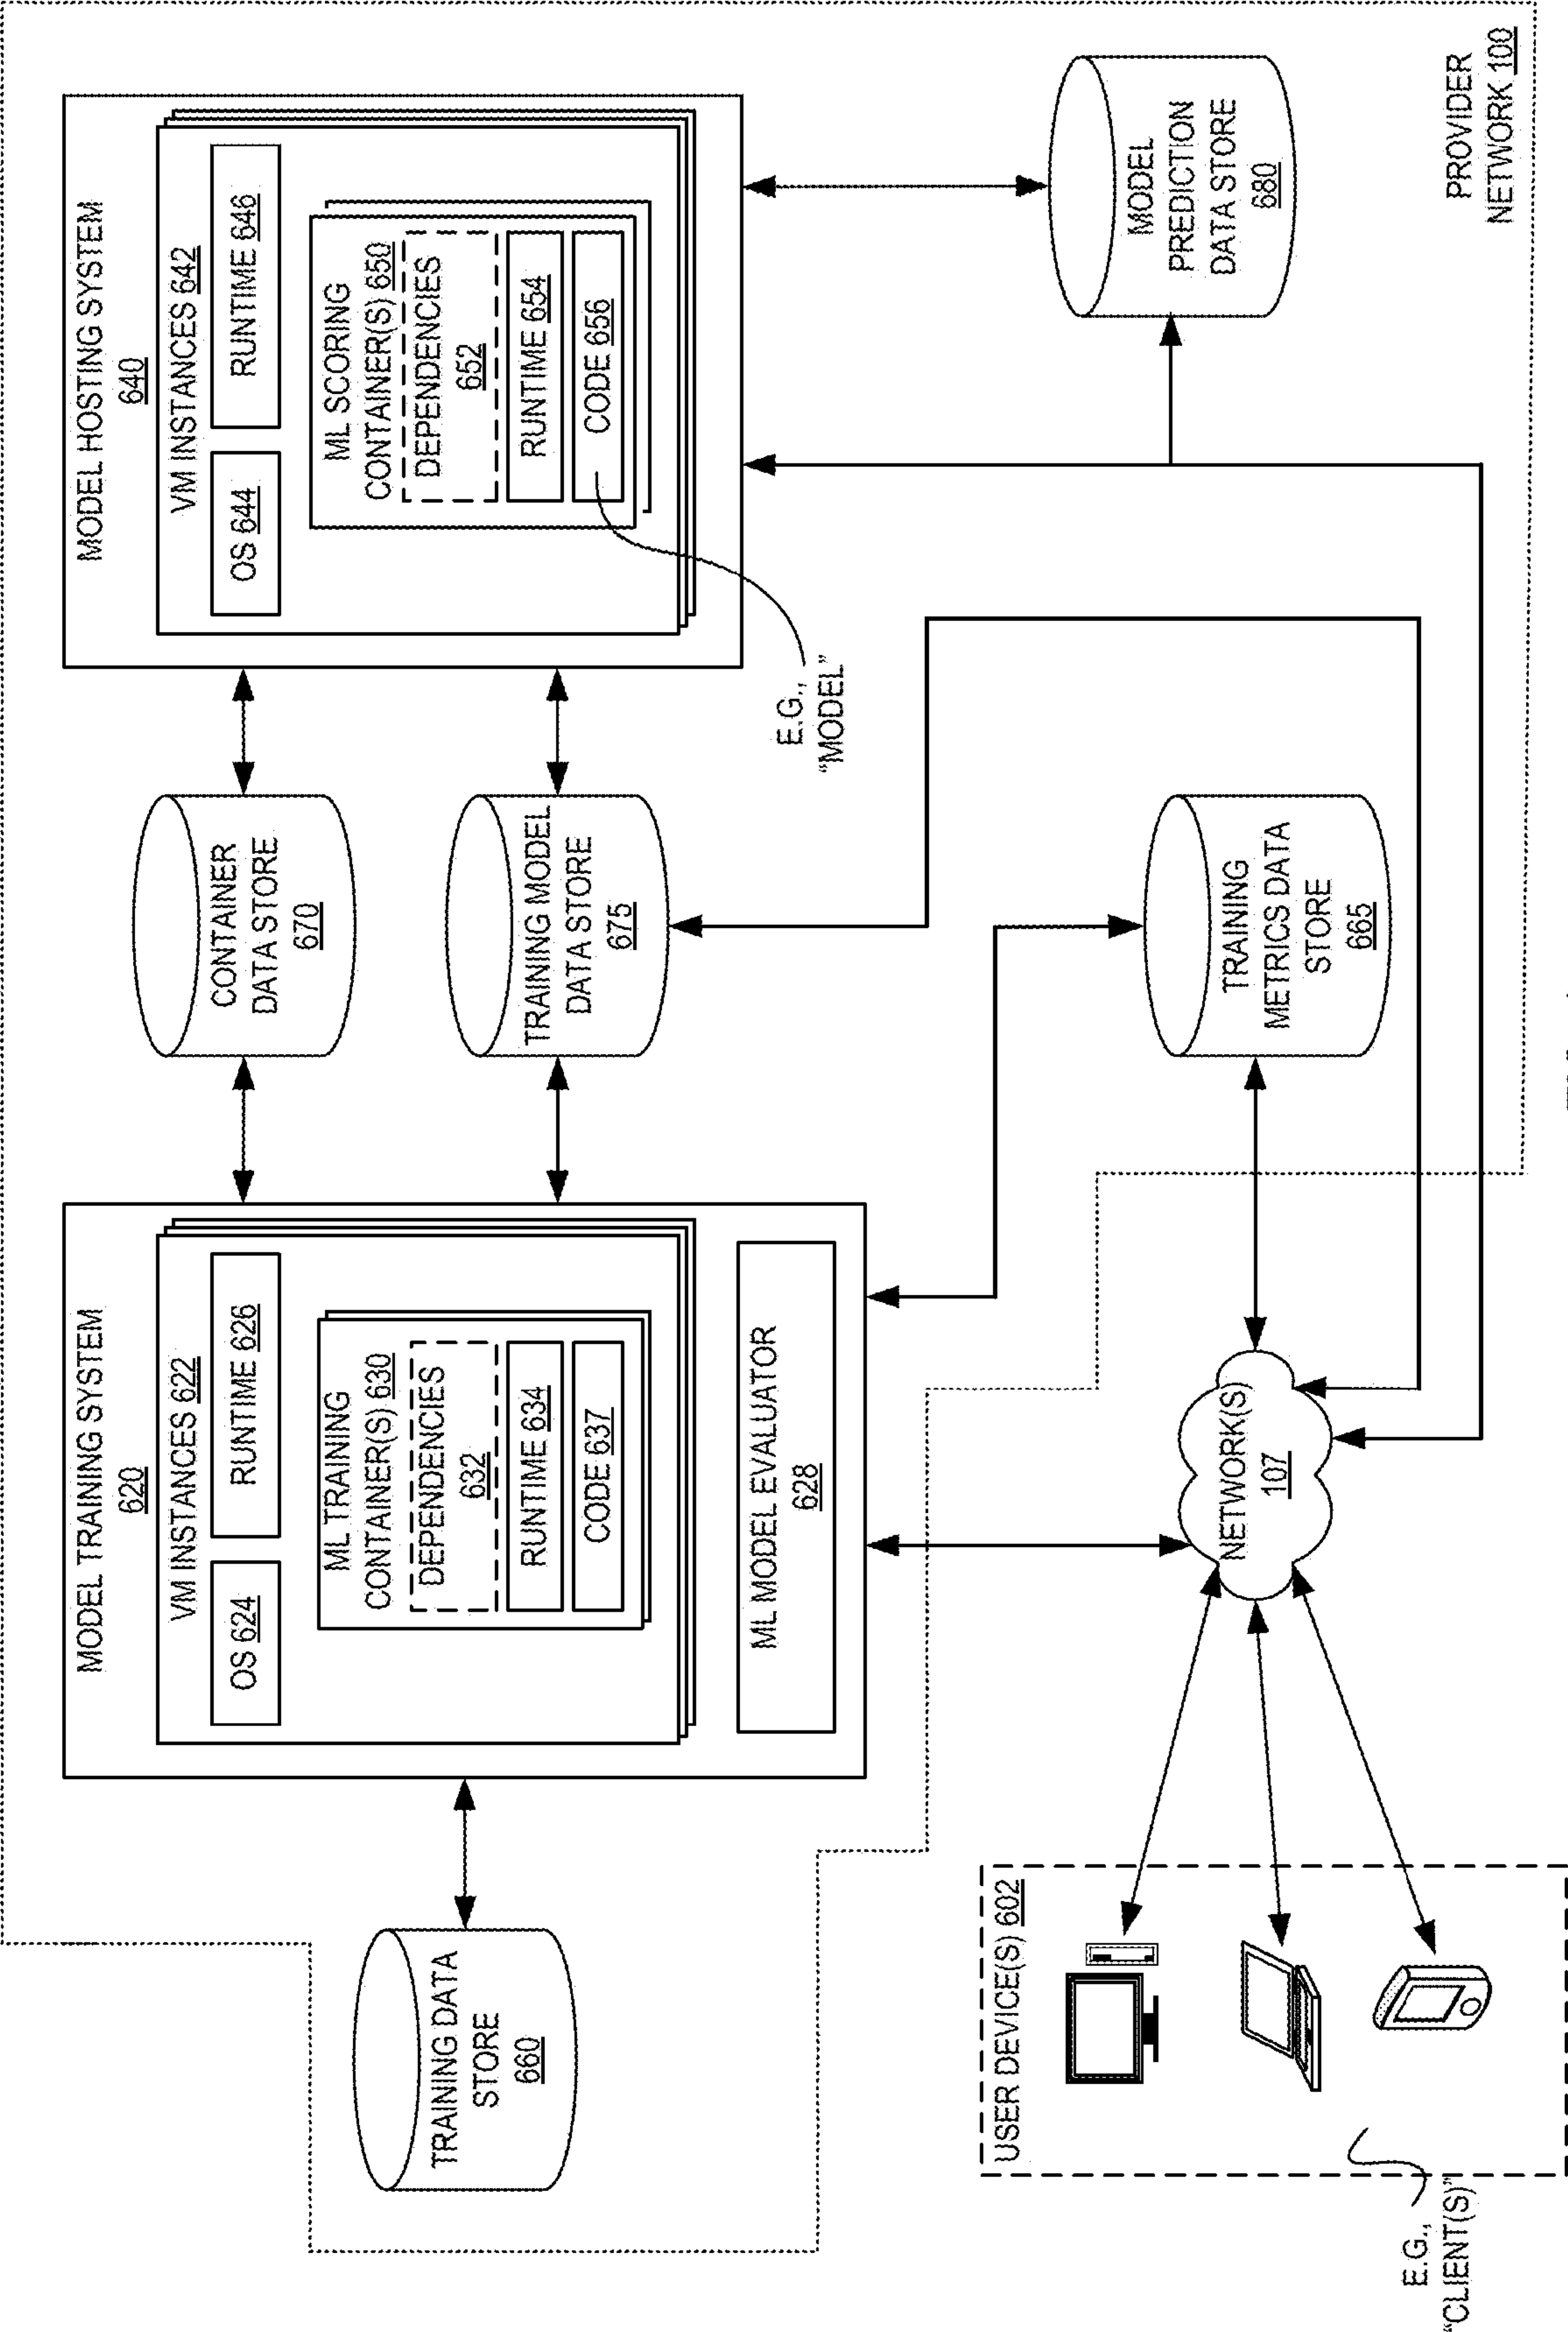 MODEL TRAINING SYSTEM
620
VM INSTANCES 622
OS 624
RUNTIME 626
ML TRAINING
CONTAINER(S) 630
DEPENDENCIES
632
RUNTIME 634
CODE 637
ML MODEL EVALUATOR
628
TRAINING DATA
STORE
660
CONTAINER
DATA STORE
670
TRAINING MODEL
DATA STORE
675
MODEL HOSTING SYSTEM
640
VM INSTANCES 642
OS 644
RUNTIME 646
ML SCORING
CONTAINER(S) 650
DEPENDENCIES
652
RUNTIME 654
CODE 656
E.G.,
“MODEL”
TRAINING
METRICS DATA
STORE
665
MODEL
PREDICTION
DATA STORE
680
USER DEVICE(S) 602
E.G.,
“CLIENT(S)”
NETWORK(S)
107
PROVIDER
NETWORK 100